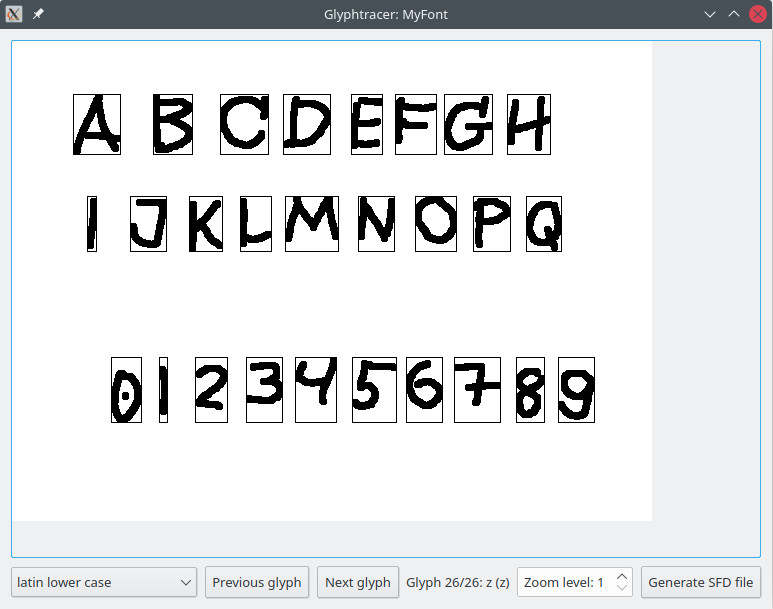 Glyphtracer: MyFont
A B C D E F G H
I J K L M N O P Q
0 1 2 3 4 5 6 7 8 9
latin lower case Previous glyph Next glyph Glyph 26/26: z (z) Zoom level: 1 Generate SFD file